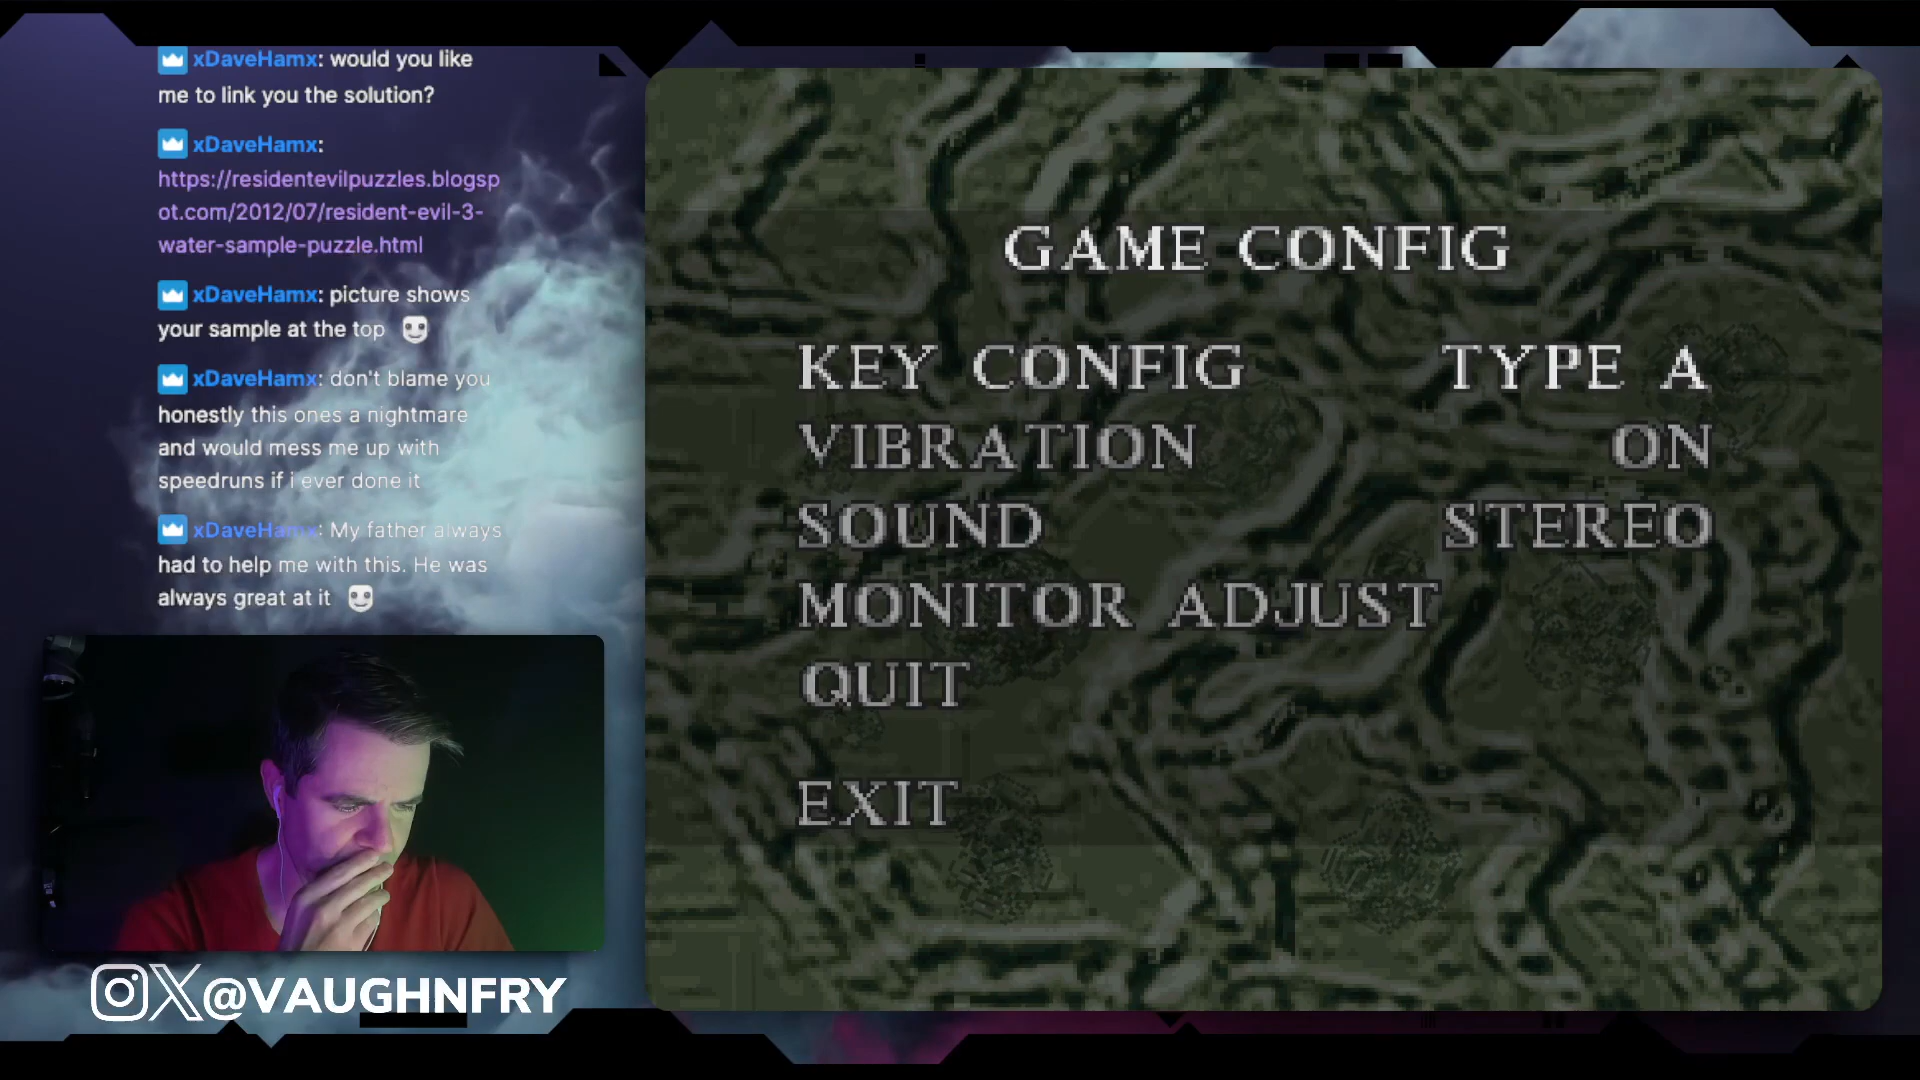 xDaveHamx: would you like
me to link you the solution?
xDaveHamx:
https://residentevilpuzzles.blogsp
ot.com/2012/07/resident-evil-3-
water-sample-puzzle.html
xDaveHamx: picture shows
your sample at the top
xDaveHamx: don't blame you
honestly this ones a nightmare
and would mess me up with
speedruns if i ever done it
xDaveHamx: My father always
had to help me with this. He was
always great at it
@VAUGHNFRY
GAME CONFIG
KEY CONFIG TYPE A
VIBRATION ON
SOUND STEREO
MONITOR ADJUST
QUIT
EXIT